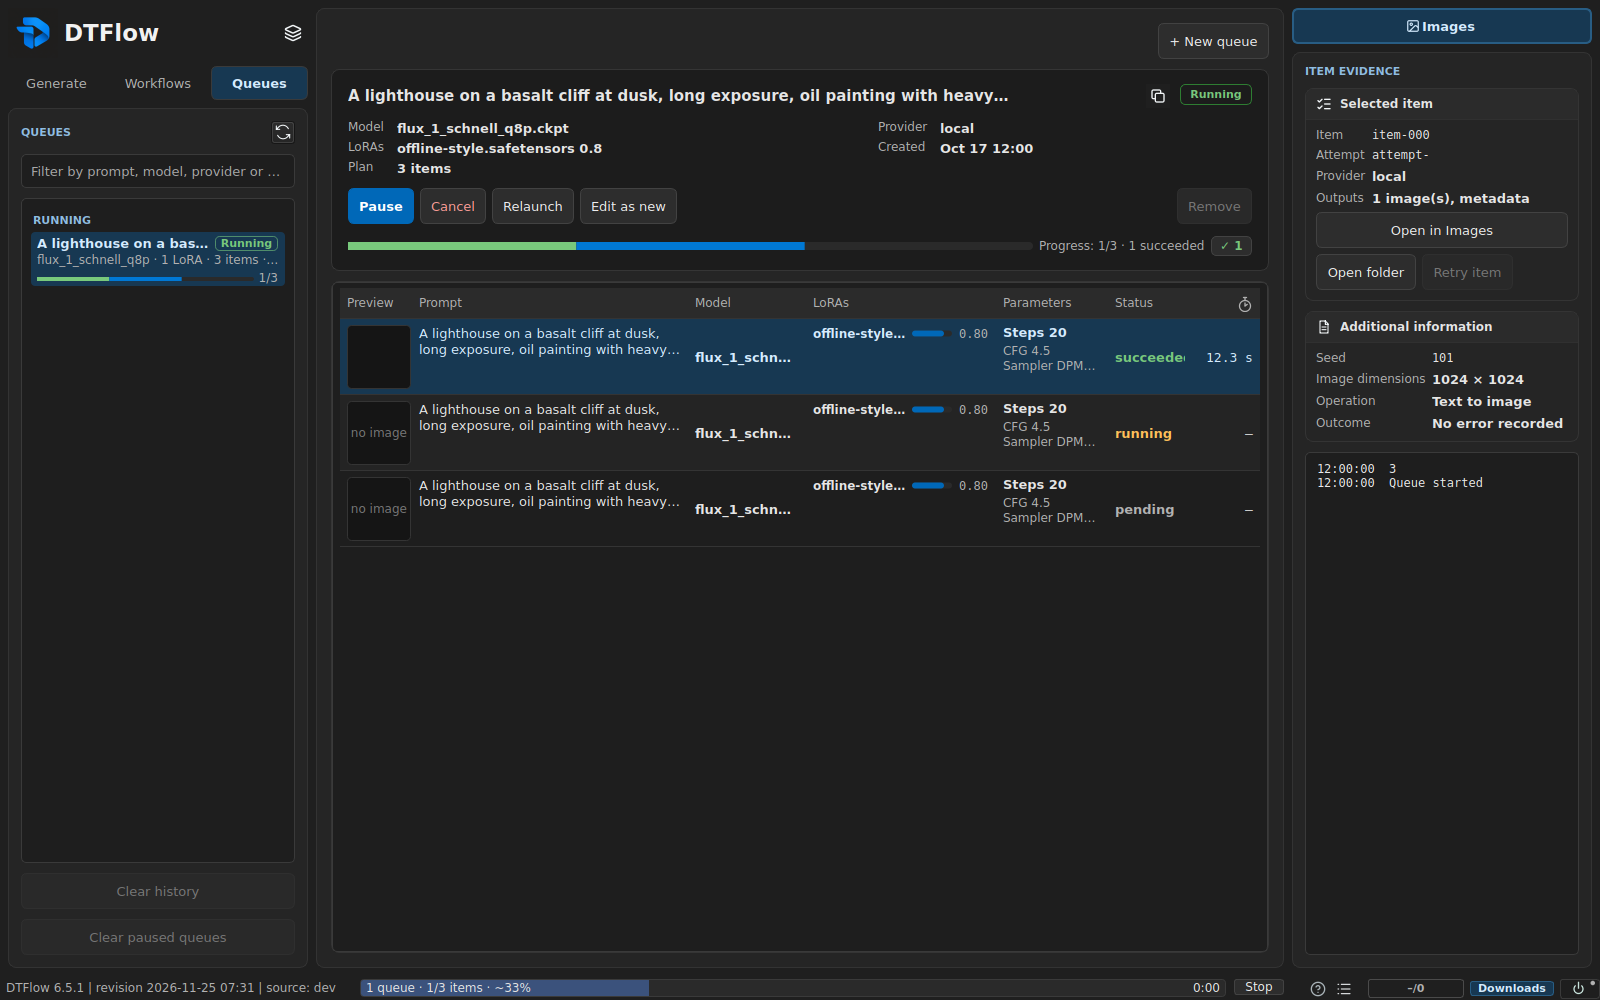 DTFlow
Generate Workflows Queues
QUEUES
Filter by prompt, model, provider or ...
RUNNING
A lighthouse on a bas... Running
flux_1_schnell_q8p · 1 LoRA · 3 items ·...
1/3
Clear history
Clear paused queues
+ New queue
A lighthouse on a basalt cliff at dusk, long exposure, oil painting with heavy... Running
Model flux_1_schnell_q8p.ckpt Provider local
LoRAs offline-style.safetensors 0.8 Created Oct 17 12:00
Plan 3 items
Pause Cancel Relaunch Edit as new Remove
Progress: 1/3 · 1 succeeded ✓ 1
Preview Prompt Model LoRAs Parameters Status
A lighthouse on a basalt cliff at dusk, long exposure, oil painting with heavy... flux_1_schn... offline-style... 0.80 Steps 20 CFG 4.5 Sampler DPM... succeeded 12.3 s
no image A lighthouse on a basalt cliff at dusk, long exposure, oil painting with heavy... flux_1_schn... offline-style... 0.80 Steps 20 CFG 4.5 Sampler DPM... running –
no image A lighthouse on a basalt cliff at dusk, long exposure, oil painting with heavy... flux_1_schn... offline-style... 0.80 Steps 20 CFG 4.5 Sampler DPM... pending –
Images
ITEM EVIDENCE
Selected item
Item item-000
Attempt attempt-
Provider local
Outputs 1 image(s), metadata
Open in Images
Open folder Retry item
Additional information
Seed 101
Image dimensions 1024 × 1024
Operation Text to image
Outcome No error recorded
12:00:00 3
12:00:00 Queue started
DTFlow 6.5.1 | revision 2026-11-25 07:31 | source: dev
1 queue · 1/3 items · ~33% 0:00 Stop
–/0 Downloads